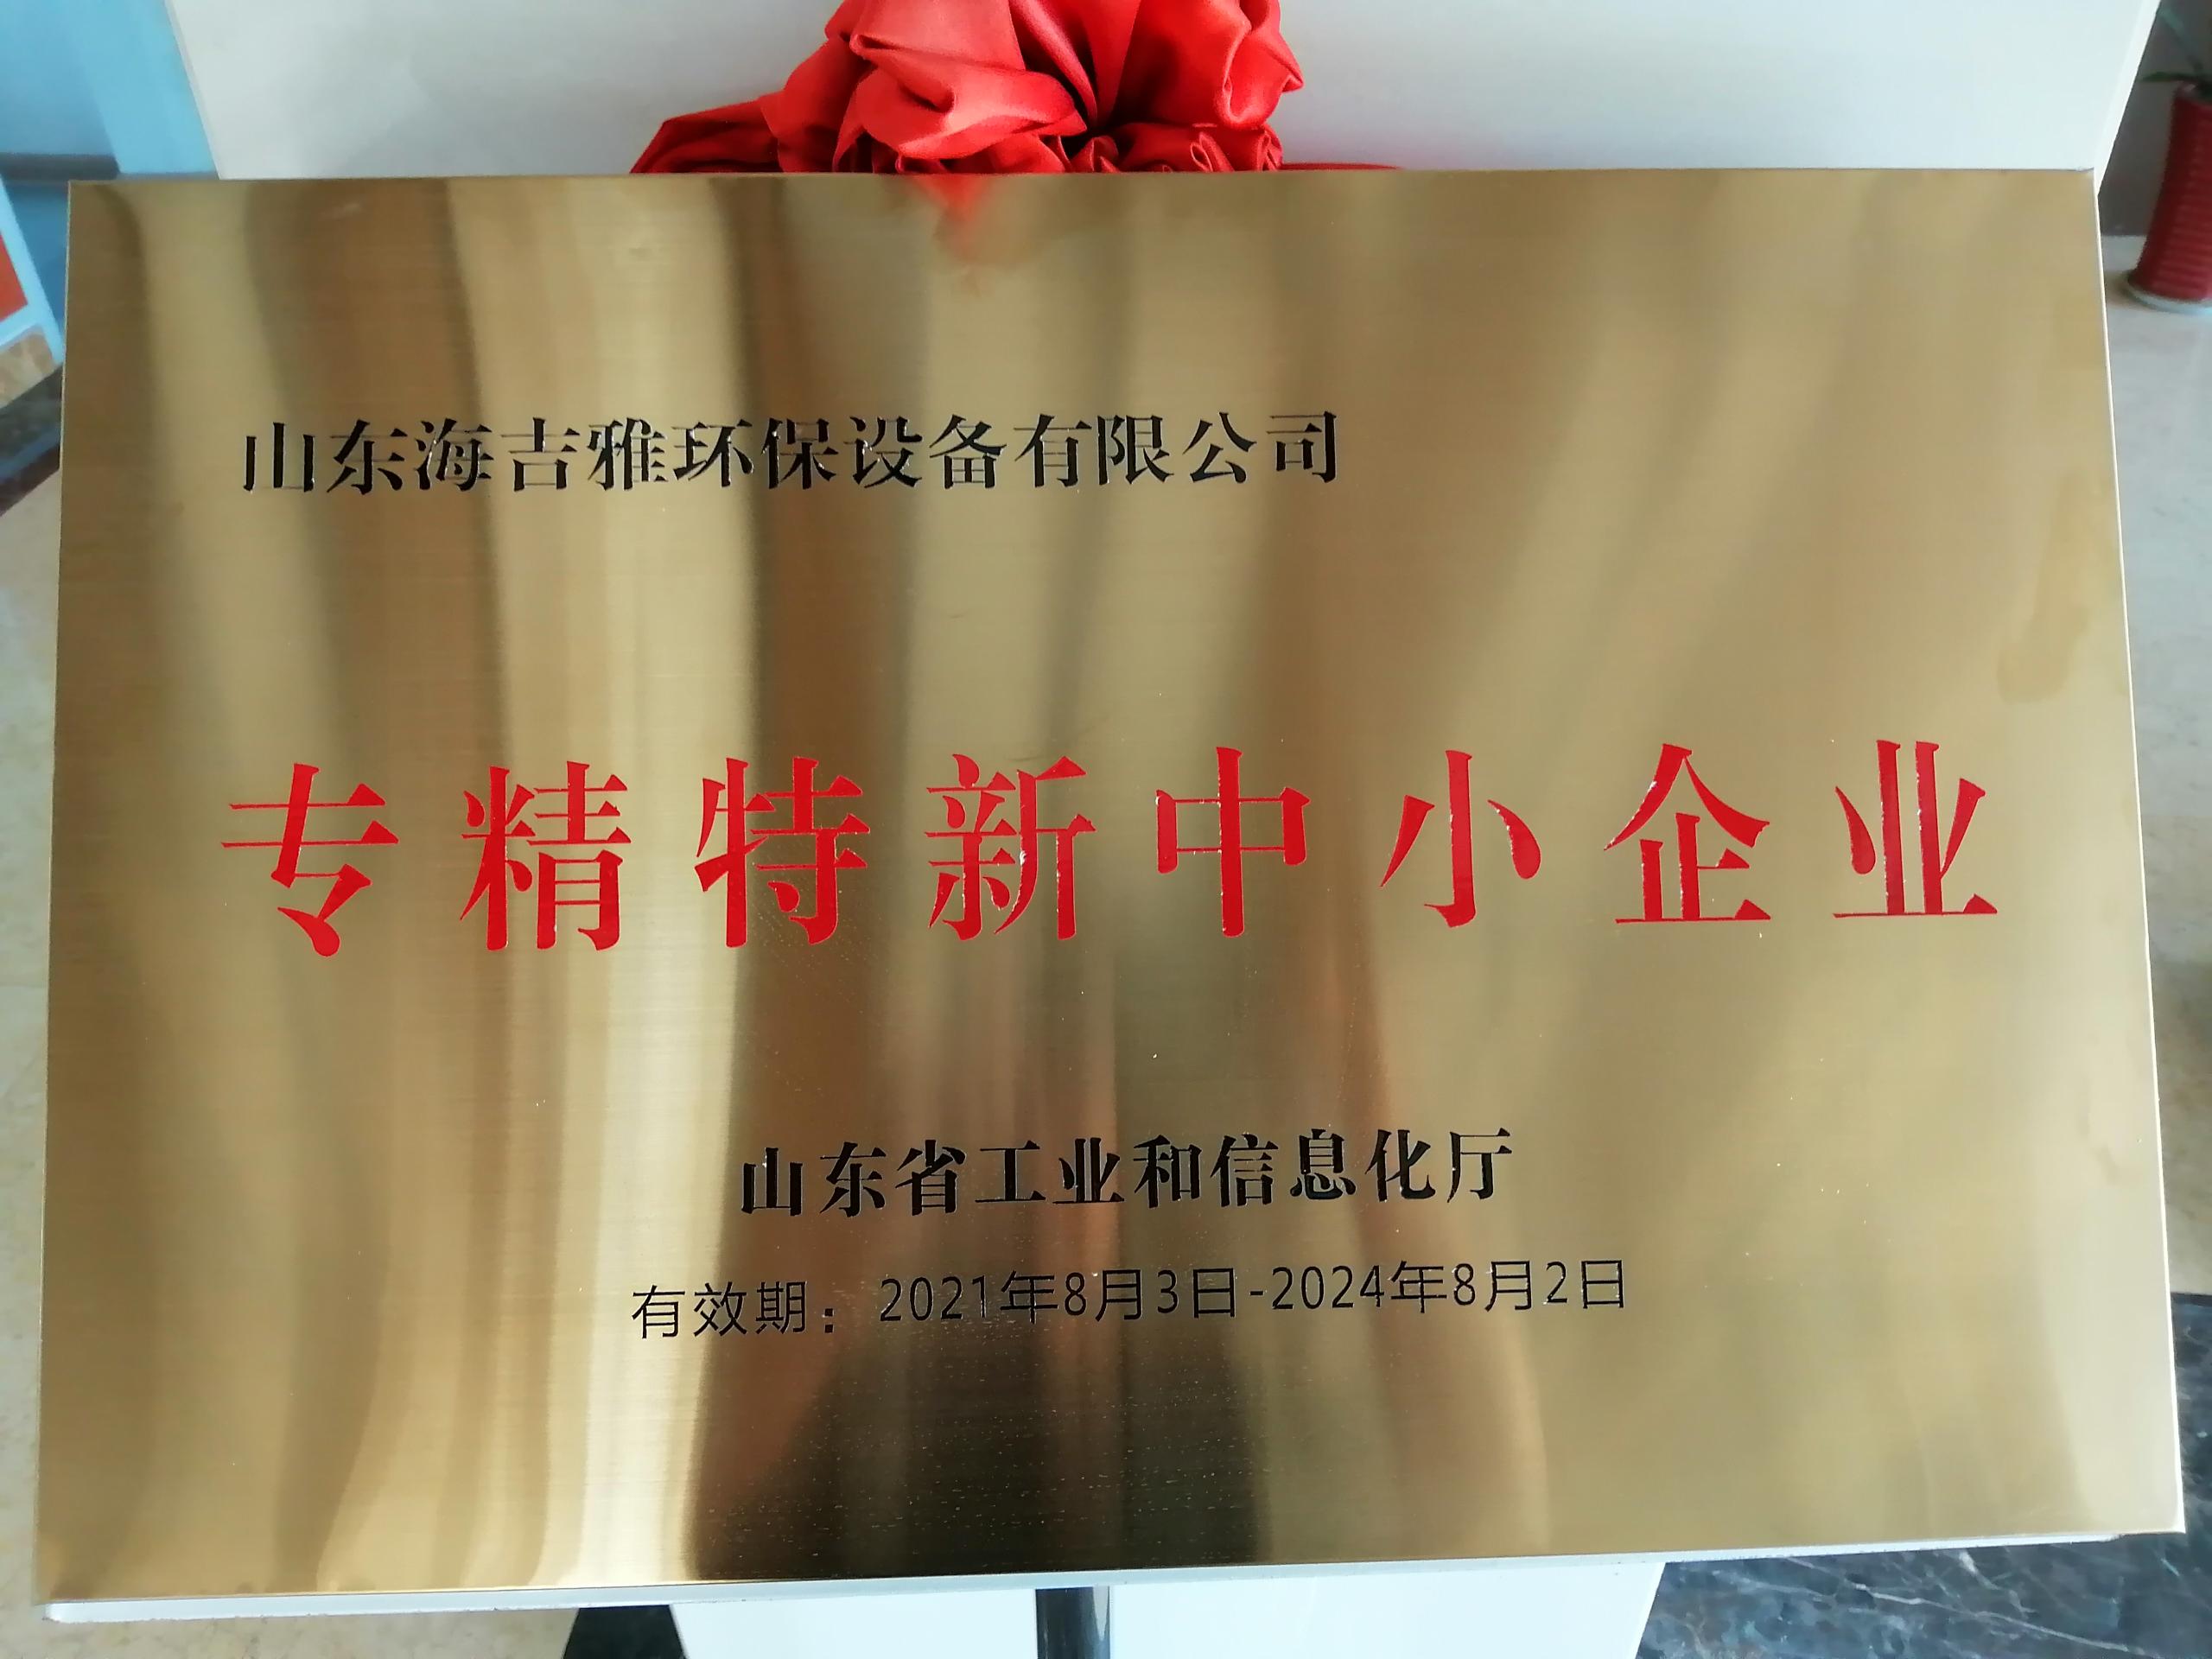 山东海吉雅环保设备有限公司
专精特新中小企业
山东省工业和信息化厅
有效期：2021年8月3日-2024年8月2日